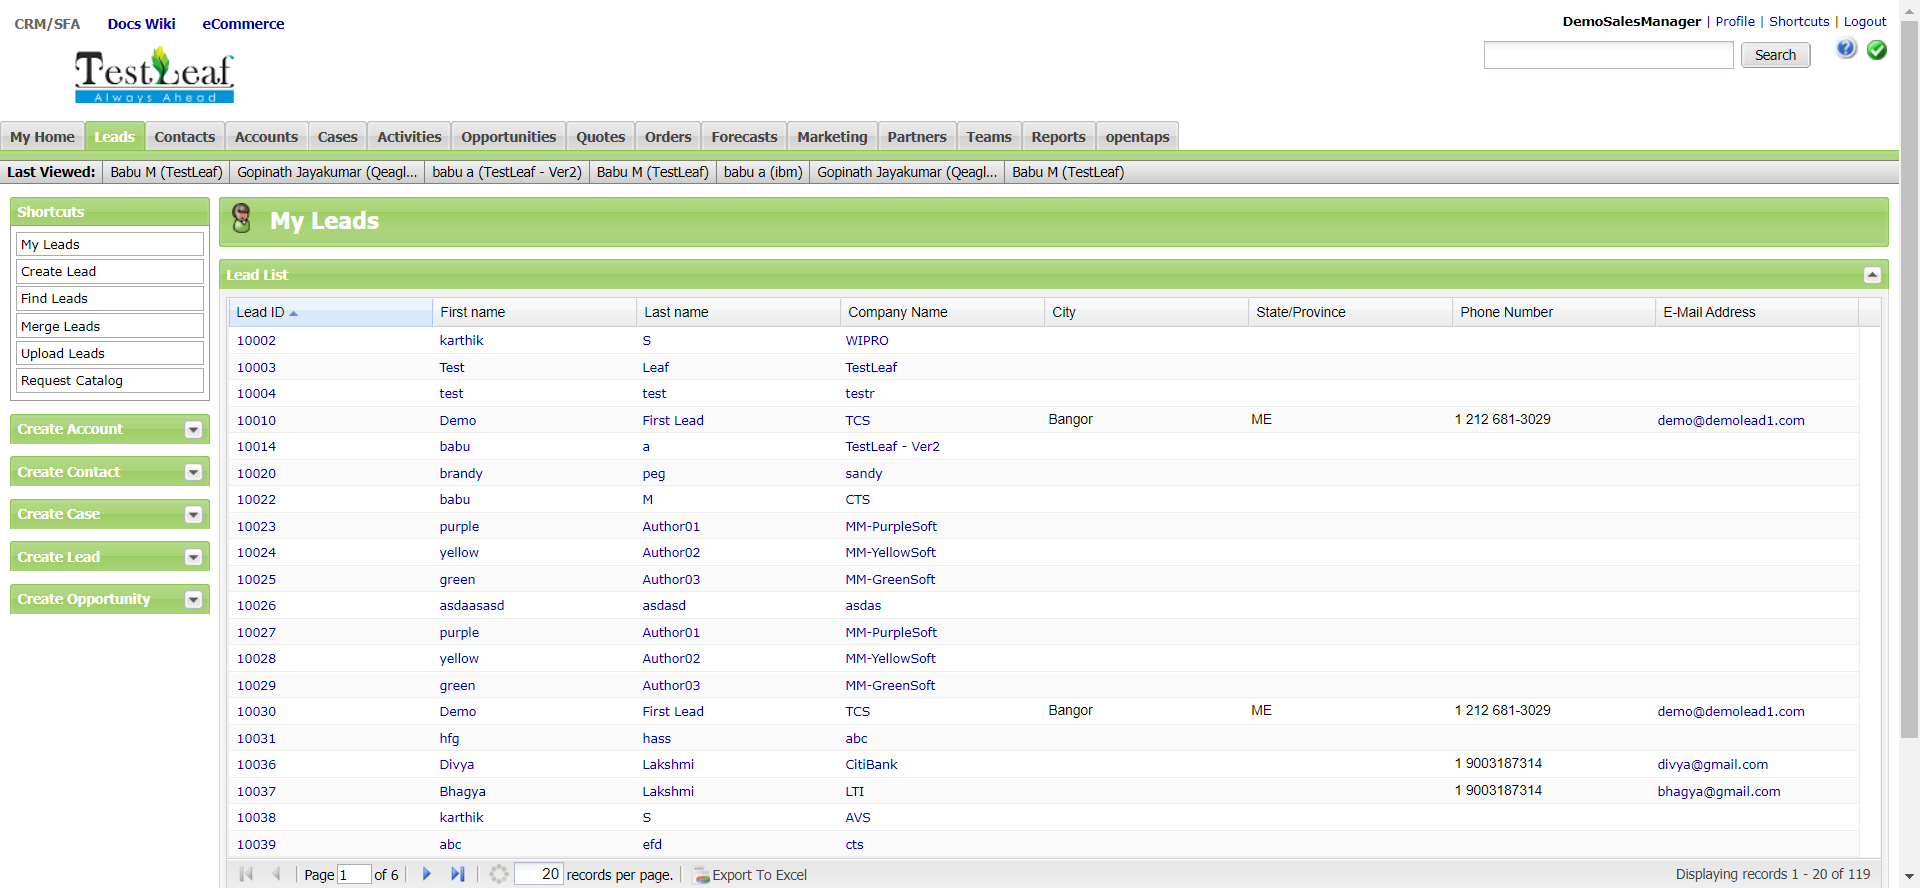 CRM/SFA Docs Wiki eCommerce
DemoSalesManager | Profile | Shortcuts | Logout
Search
TestLeaf
Always Ahead
My Home Leads Contacts Accounts Cases Activities Opportunities Quotes Orders Forecasts Marketing Partners Teams Reports opentaps
Last Viewed: Babu M (TestLeaf) Gopinath Jayakumar (Qeagl... babu a (TestLeaf - Ver2) Babu M (TestLeaf) babu a (ibm) Gopinath Jayakumar (Qeagl... Babu M (TestLeaf)
Shortcuts
My Leads
Create Lead
Find Leads
Merge Leads
Upload Leads
Request Catalog
Create Account
Create Contact
Create Case
Create Lead
Create Opportunity
My Leads
Lead List
Lead ID First name Last name Company Name City State/Province Phone Number E-Mail Address
10002 karthik S WIPRO
10003 Test Leaf TestLeaf
10004 test test testr
10010 Demo First Lead TCS Bangor ME 1 212 681-3029 demo@demolead1.com
10014 babu a TestLeaf - Ver2
10020 brandy peg sandy
10022 babu M CTS
10023 purple Author01 MM-PurpleSoft
10024 yellow Author02 MM-YellowSoft
10025 green Author03 MM-GreenSoft
10026 asdaasasd asdasd asdas
10027 purple Author01 MM-PurpleSoft
10028 yellow Author02 MM-YellowSoft
10029 green Author03 MM-GreenSoft
10030 Demo First Lead TCS Bangor ME 1 212 681-3029 demo@demolead1.com
10031 hfg hass abc
10036 Divya Lakshmi CitiBank 1 9003187314 divya@gmail.com
10037 Bhagya Lakshmi LTI 1 9003187314 bhagya@gmail.com
10038 karthik S AVS
10039 abc efd cts
Page 1 of 6 20 records per page. Export To Excel Displaying records 1 - 20 of 119